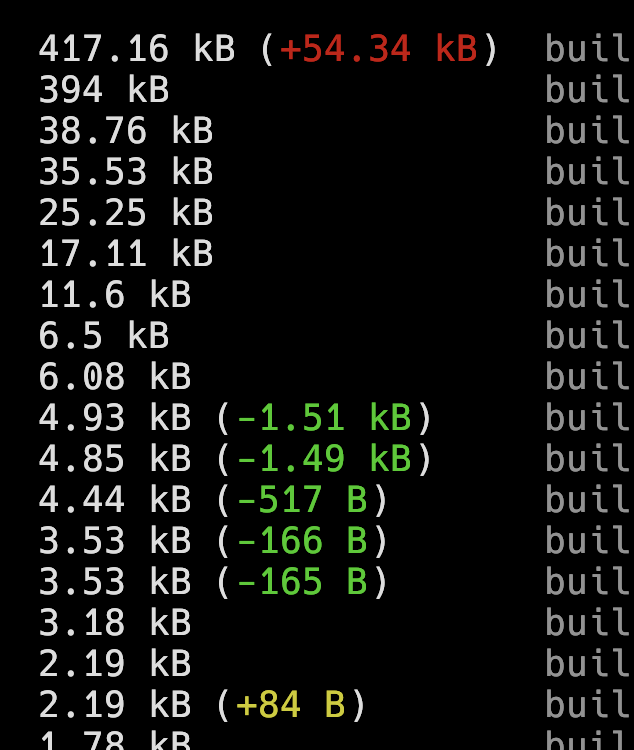 417.16 kB (+54.34 kB)  buil
394 kB                 buil
38.76 kB               buil
35.53 kB               buil
25.25 kB               buil
17.11 kB               buil
11.6 kB                buil
6.5 kB                 buil
6.08 kB                buil
4.93 kB (-1.51 kB)     buil
4.85 kB (-1.49 kB)     buil
4.44 kB (-517 B)       buil
3.53 kB (-166 B)       buil
3.53 kB (-165 B)       buil
3.18 kB                buil
2.19 kB                buil
2.19 kB (+84 B)        buil
1.78 kB                buil